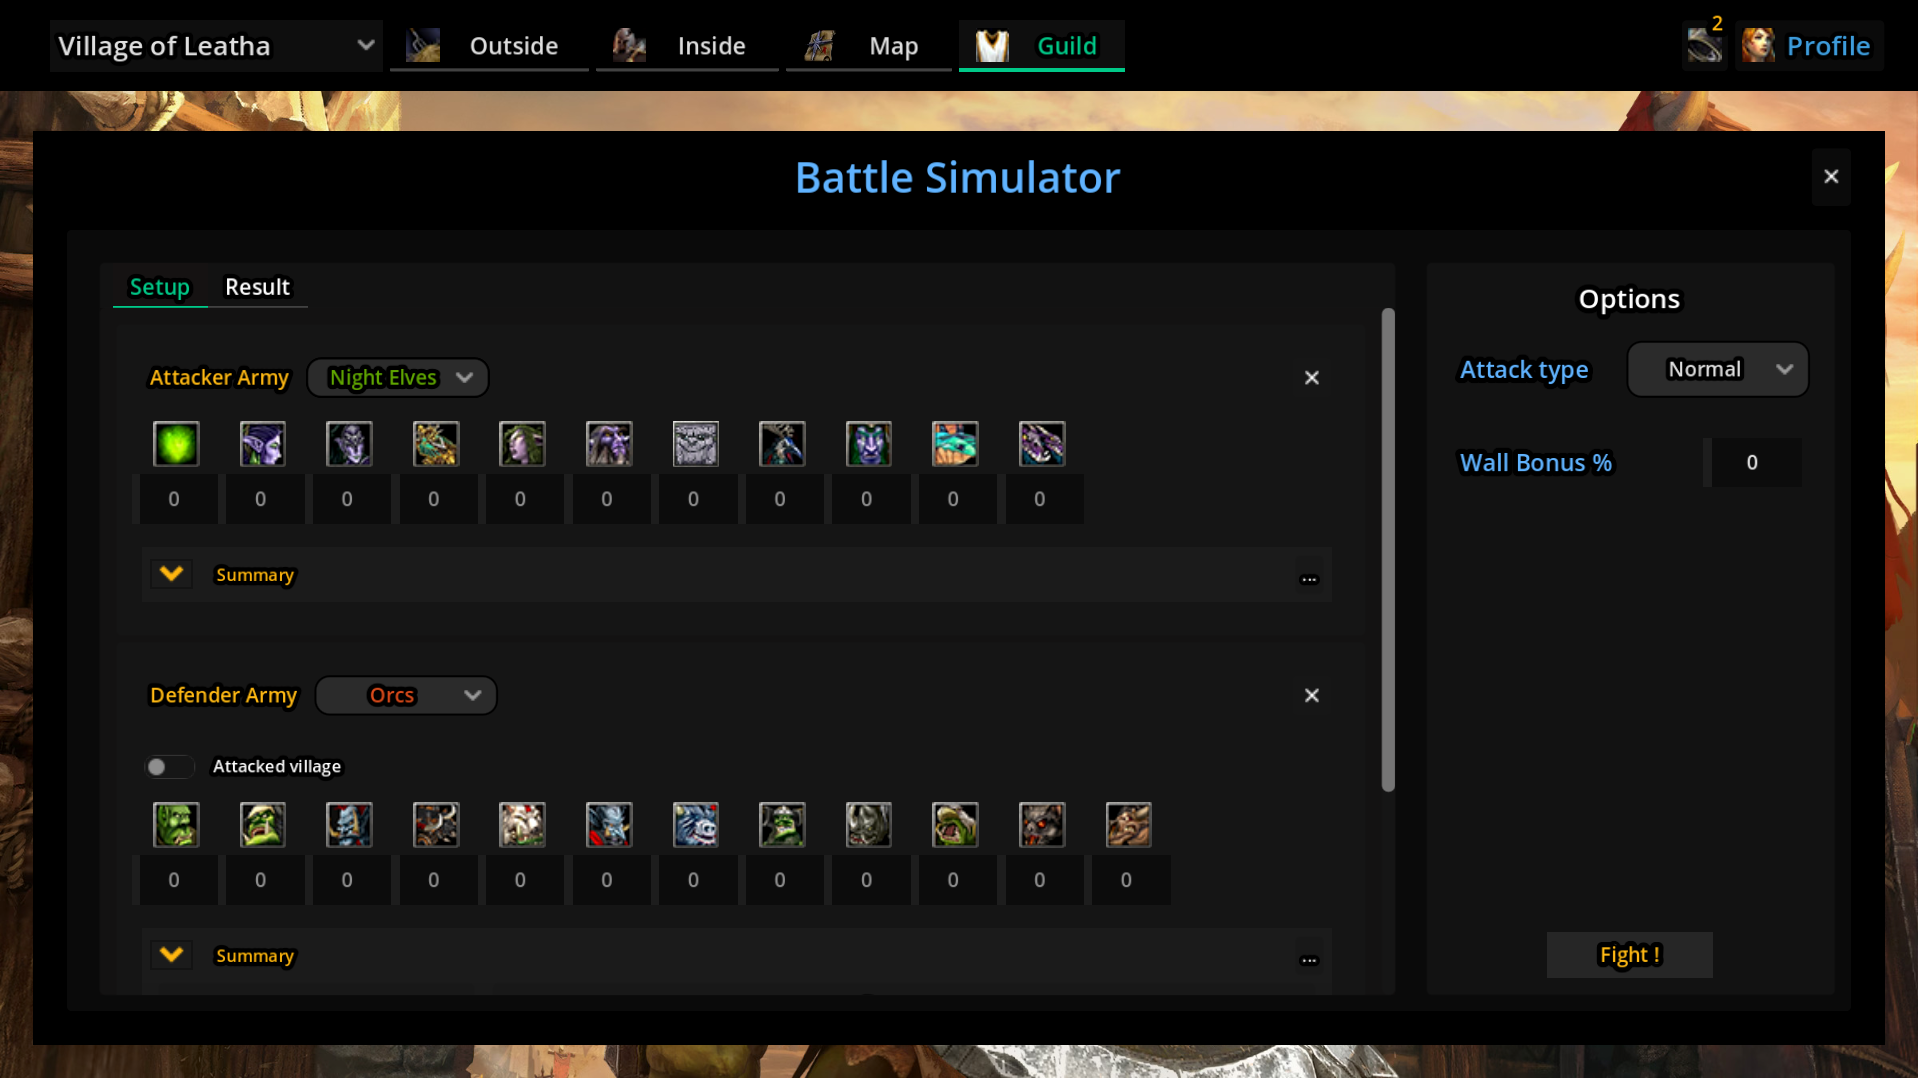 Village of Leatha
Outside
Inside
Map
Guild
2
Profile
Battle Simulator
Setup
Result
Options
Attacker Army
Night Elves
Attack type
Normal
Wall Bonus %
0
0 0 0 0 0 0 0 0 0 0 0
Summary
...
Defender Army
Orcs
Attacked village
0 0 0 0 0 0 0 0 0 0 0 0
Summary
...
Fight !